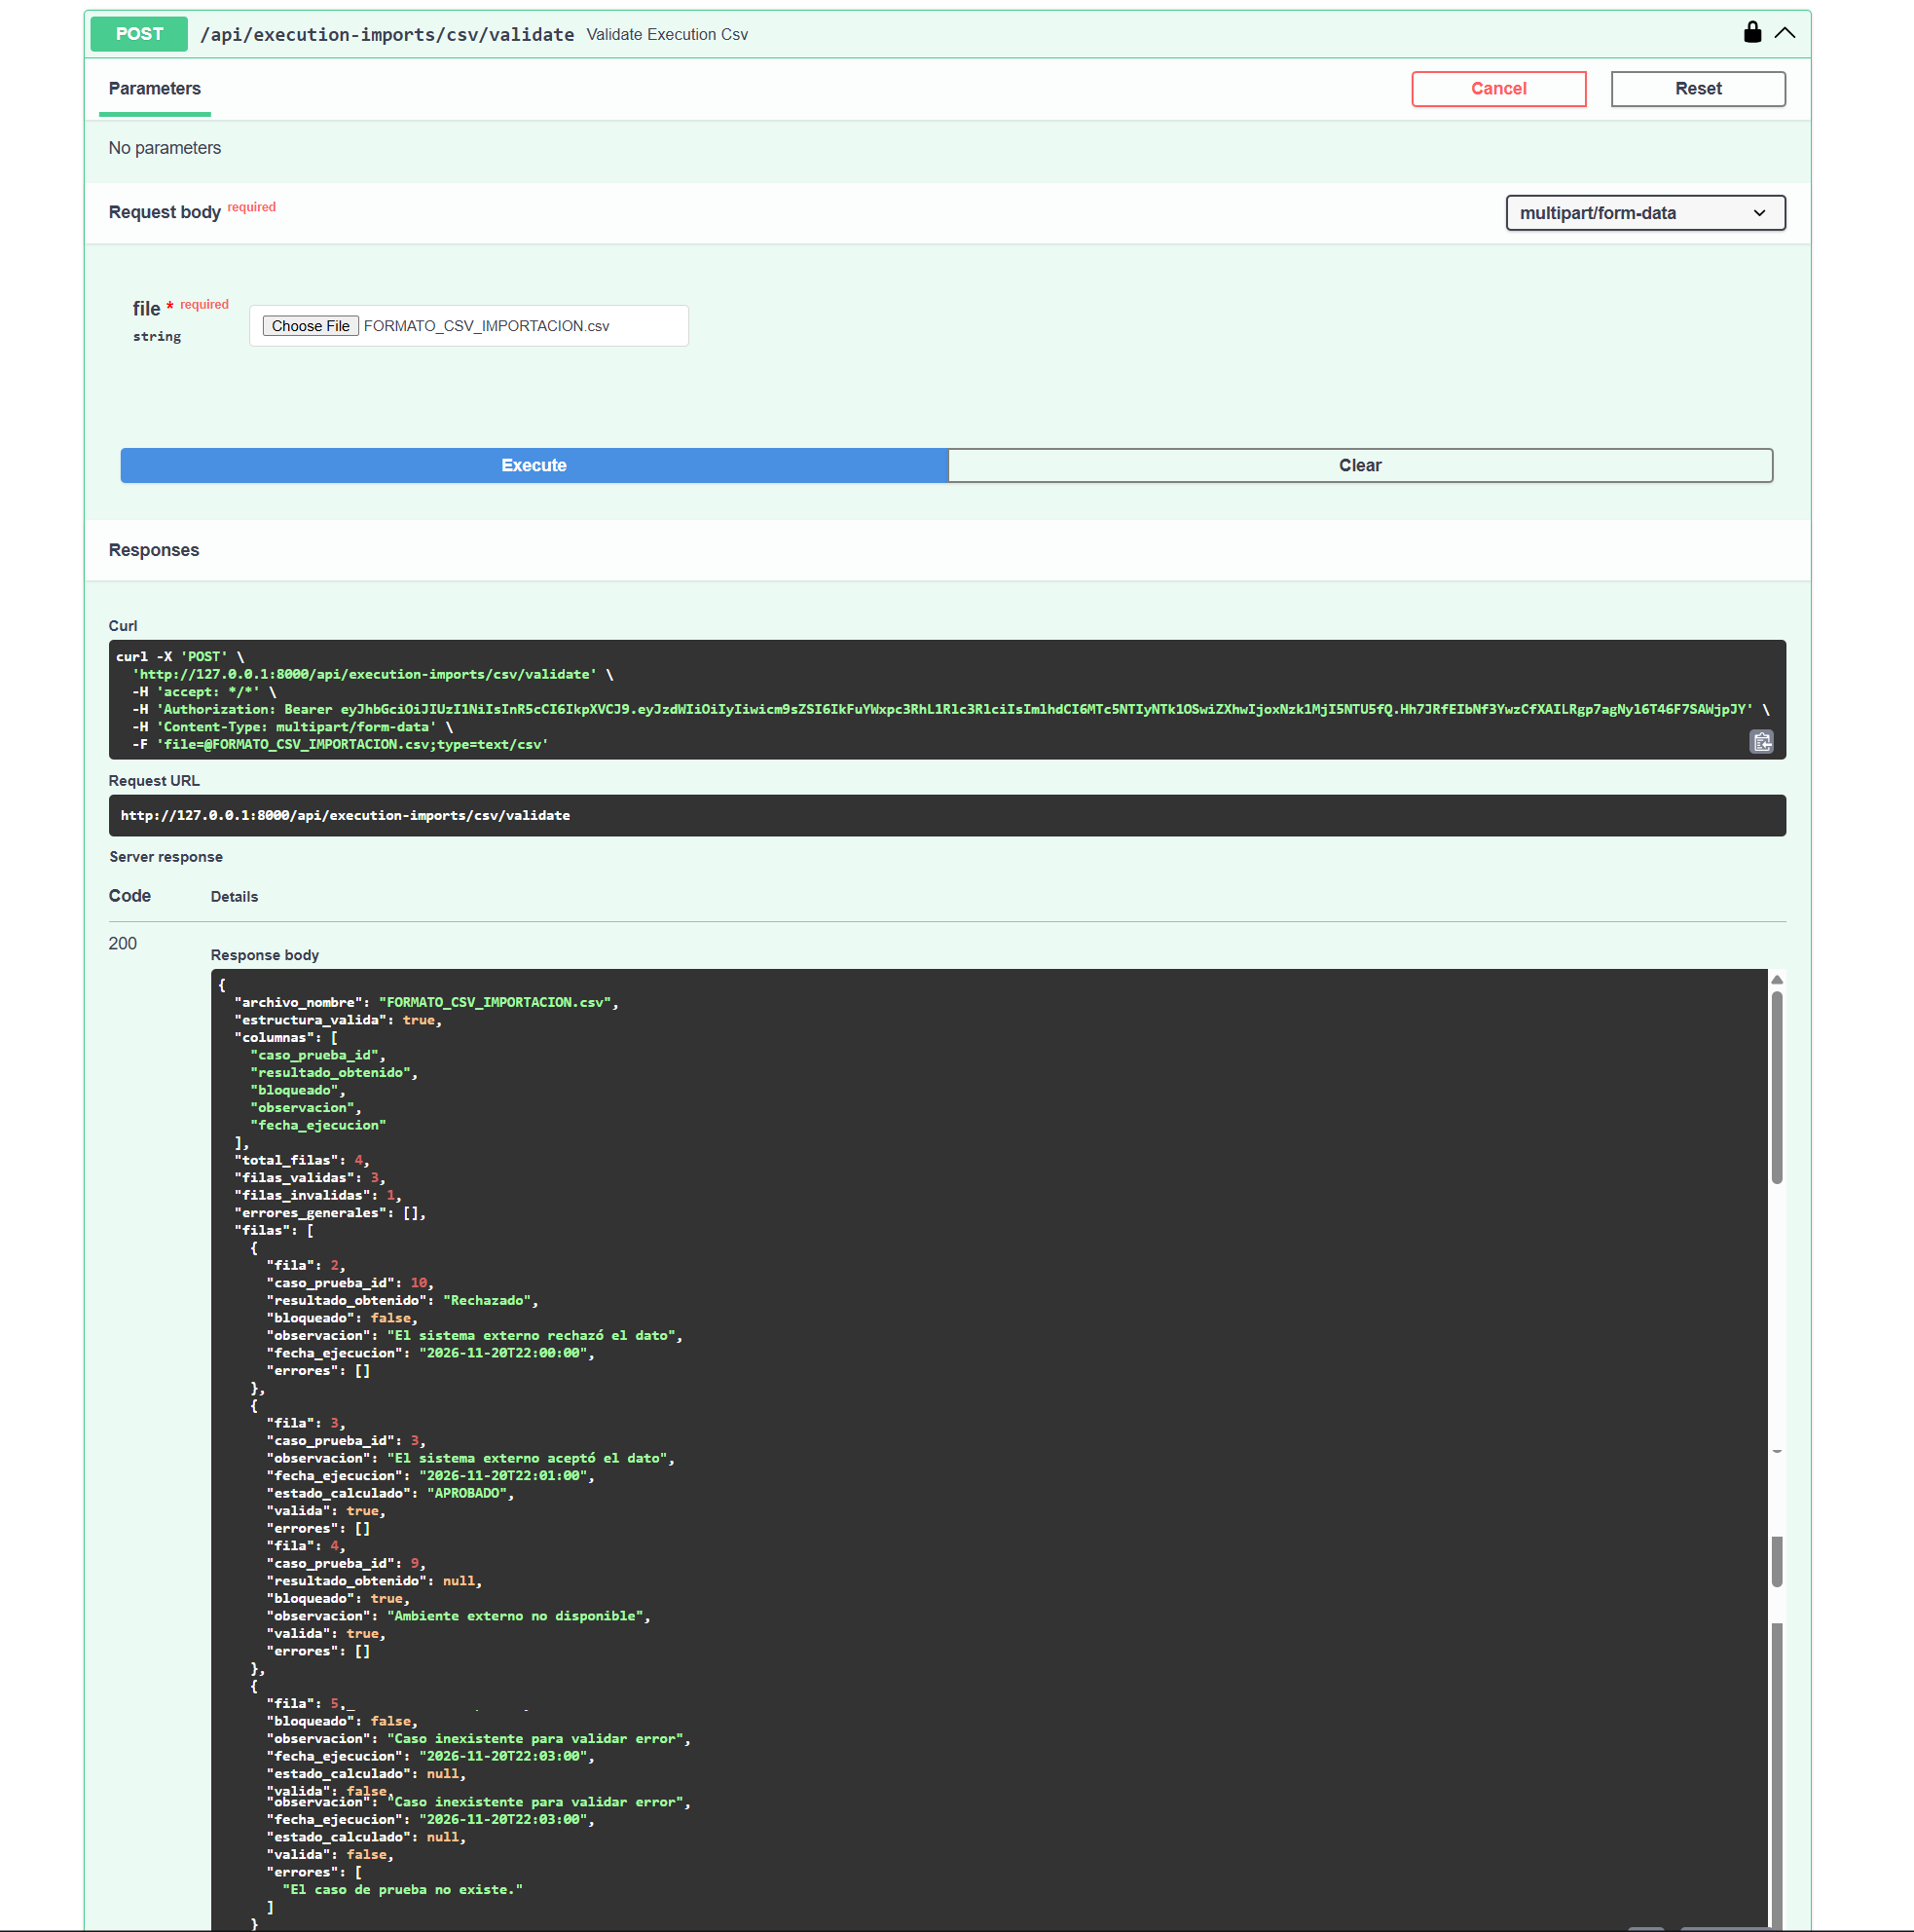 POST /api/execution-imports/csv/validate Validate Execution Csv
Parameters
Cancel
Reset
No parameters
Request body required
multipart/form-data
file * required
string
Choose File FORMATO_CSV_IMPORTACION.csv
Execute
Clear
Responses
Curl
curl -X 'POST' \
'http://127.0.0.1:8000/api/execution-imports/csv/validate' \
-H 'accept: */*' \
-H 'Authorization: Bearer eyJhbGciOiJIUzI1NiIsInR5cCI6IkpXVCJ9.eyJzdWIiOiIyIiwicm9sZSI6IkFuYWxpc3RhL1Rlc3RlciIsImlhdCI6MTc5NTIyNTk1OSwiZXhwIjoxNzk1MjI5NTU5fQ.Hh7JRfEIbNf3YwzCfXAILRgp7agNyl6T46F7SAWjpJY' \
-H 'Content-Type: multipart/form-data' \
-F 'file=@FORMATO_CSV_IMPORTACION.csv;type=text/csv'
Request URL
http://127.0.0.1:8000/api/execution-imports/csv/validate
Server response
Code Details
200
Response body
{
"archivo_nombre": "FORMATO_CSV_IMPORTACION.csv",
"estructura_valida": true,
"columnas": [
"caso_prueba_id",
"resultado_obtenido",
"bloqueado",
"observacion",
"fecha_ejecucion"
],
"total_filas": 4,
"filas_validas": 3,
"filas_invalidas": 1,
"errores_generales": [],
"filas": [
{
"fila": 2,
"caso_prueba_id": 10,
"resultado_obtenido": "Rechazado",
"bloqueado": false,
"observacion": "El sistema externo rechazó el dato",
"fecha_ejecucion": "2026-11-20T22:00:00",
"errores": []
},
{
"fila": 3,
"caso_prueba_id": 3,
"observacion": "El sistema externo aceptó el dato",
"fecha_ejecucion": "2026-11-20T22:01:00",
"estado_calculado": "APROBADO",
"valida": true,
"errores": []
"fila": 4,
"caso_prueba_id": 9,
"resultado_obtenido": null,
"bloqueado": true,
"observacion": "Ambiente externo no disponible",
"valida": true,
"errores": []
},
{
"fila": 5,
"bloqueado": false,
"observacion": "Caso inexistente para validar error",
"fecha_ejecucion": "2026-11-20T22:03:00",
"estado_calculado": null,
"valida": false,
"observacion": "Caso inexistente para validar error",
"fecha_ejecucion": "2026-11-20T22:03:00",
"estado_calculado": null,
"valida": false,
"errores": [
"El caso de prueba no existe."
]
}